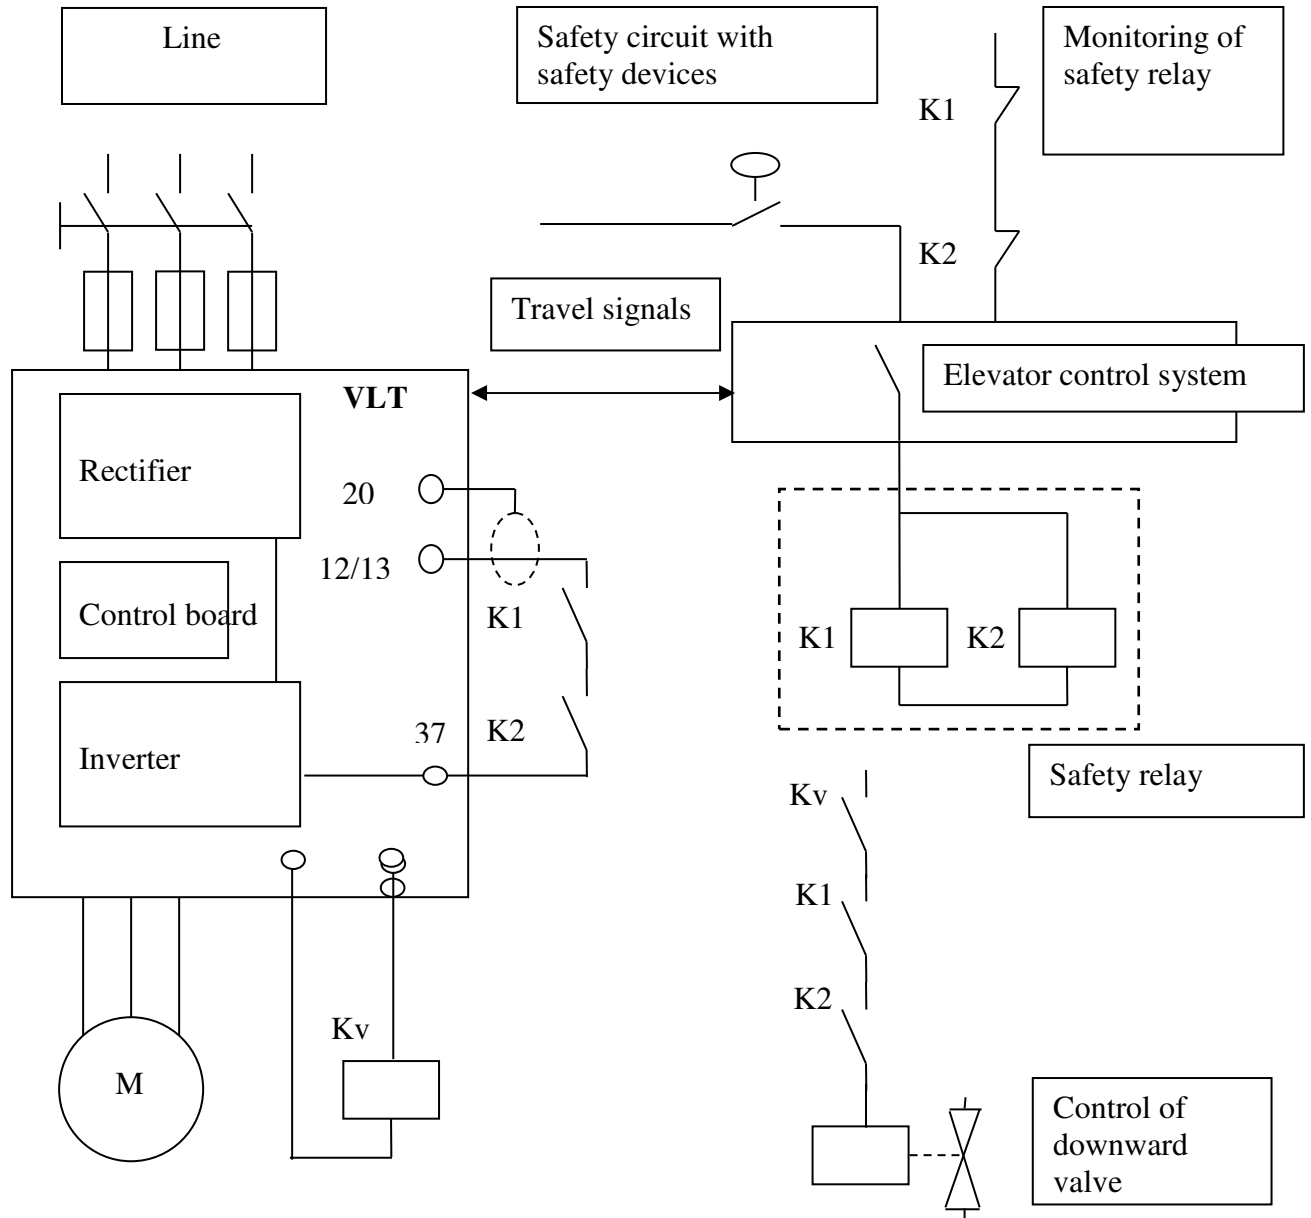 Line
Safety circuit with
safety devices
Monitoring of
safety relay
K1
K2
Travel signals
Elevator control system
VLT
Rectifier
20
12/13
Control board
K1
K1
K2
37
K2
Inverter
Safety relay
Kv
K1
K2
Kv
M
Control of
downward
valve